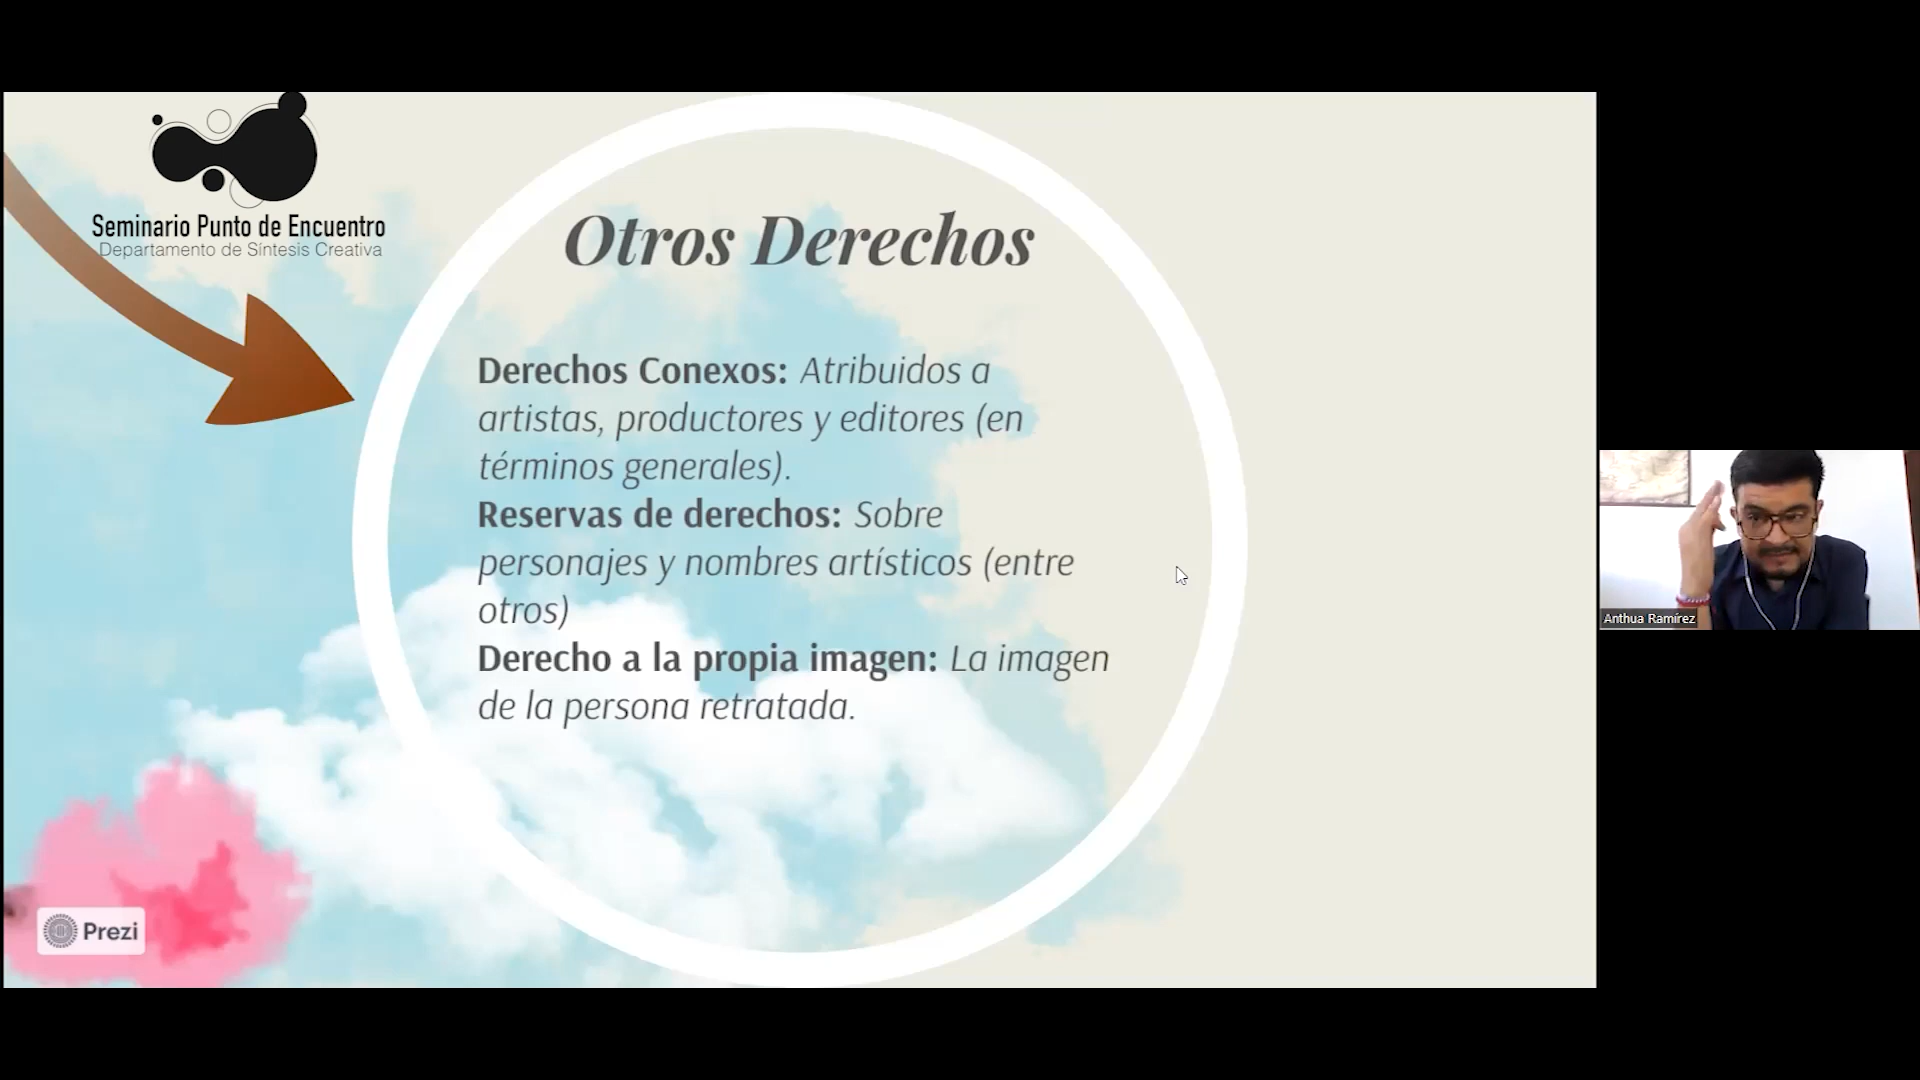 Seminario Punto de Encuentro
Departamento de Síntesis Creativa
Otros Derechos
Derechos Conexos: Atribuidos a
artistas, productores y editores (en
términos generales).
Reservas de derechos: Sobre
personajes y nombres artísticos (entre
otros)
Derecho a la propia imagen: La imagen
de la persona retratada.
Prezi
Anthua Ramírez